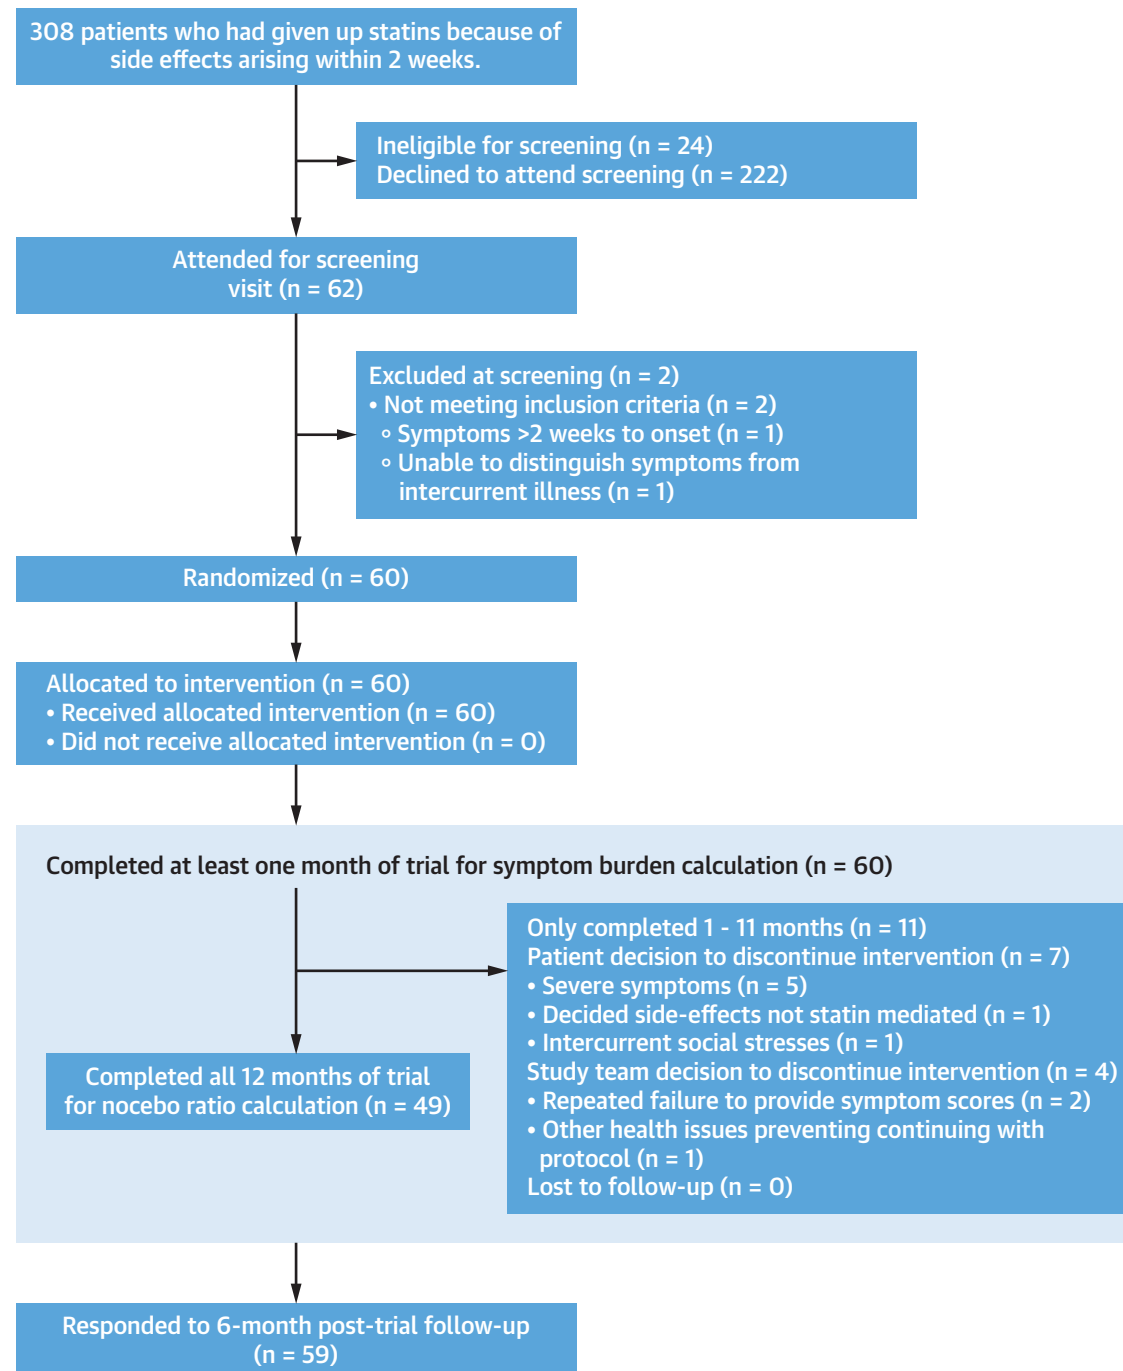 308 patients who had given up statins because of
side effects arising within 2 weeks.
Ineligible for screening (n = 24)
Declined to attend screening (n = 222)
Attended for screening
visit (n = 62)
Excluded at screening (n = 2)
• Not meeting inclusion criteria (n = 2)
◦ Symptoms >2 weeks to onset (n = 1)
◦ Unable to distinguish symptoms from
intercurrent illness (n = 1)
Randomized (n = 60)
Allocated to intervention (n = 60)
• Received allocated intervention (n = 60)
• Did not receive allocated intervention (n = 0)
Completed at least one month of trial for symptom burden calculation (n = 60)
Only completed 1 - 11 months (n = 11)
Patient decision to discontinue intervention (n = 7)
• Severe symptoms (n = 5)
• Decided side-effects not statin mediated (n = 1)
• Intercurrent social stresses (n = 1)
Study team decision to discontinue intervention (n = 4)
• Repeated failure to provide symptom scores (n = 2)
• Other health issues preventing continuing with
protocol (n = 1)
Lost to follow-up (n = 0)
Completed all 12 months of trial
for nocebo ratio calculation (n = 49)
Responded to 6-month post-trial follow-up
(n = 59)